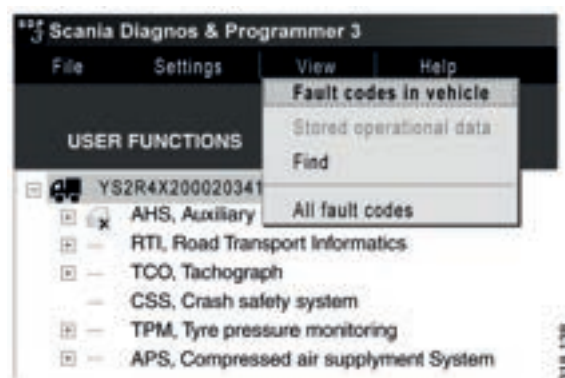 Scania Diagnos & Programmer 3
File Settings View Help
Fault codes in vehicle
Stored operational data
Find
All fault codes
USER FUNCTIONS
YS2R4X200020341
AHS, Auxiliary
RTI, Road Transport Informatics
TCO, Tachograph
CSS, Crash safety system
TPM, Tyre pressure monitoring
APS, Compressed air supplyment System